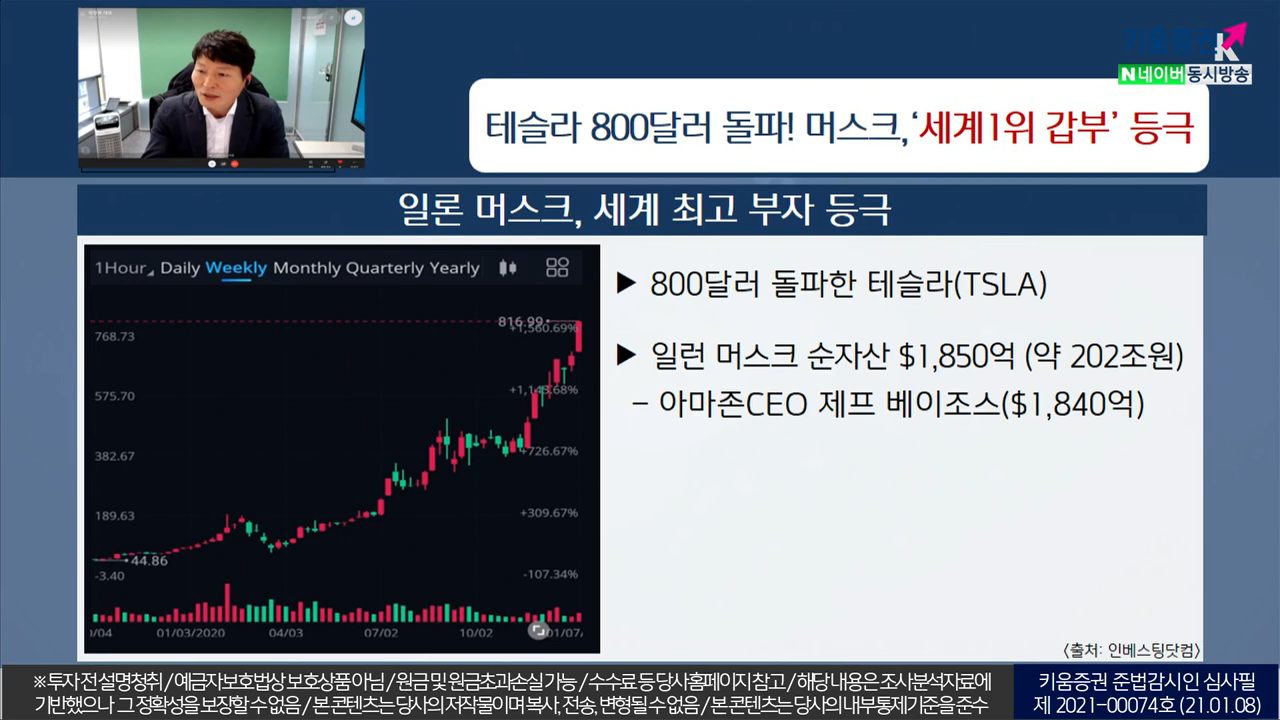 키움증권
N 네이버 동시방송
테슬라 800달러 돌파! 머스크, ‘세계1위 갑부’ 등극
일론 머스크, 세계 최고 부자 등극
1Hour Daily Weekly Monthly Quarterly Yearly
816.99
+1,560.69%
768.73
+1,143.68%
575.70
+726.67%
382.67
+309.67%
189.63
44.86
-3.40
-107.34%
0/04 01/03/2020 04/03 07/02 10/02 01/07/
▶ 800달러 돌파한 테슬라(TSLA)
▶ 일런 머스크 순자산 $1,850억 (약 202조원)
– 아마존CEO 제프 베이조스($1,840억)
<출처: 인베스팅닷컴>
※ 투자 전 설명청취 / 예금자보호법상 보호상품 아님 / 원금 및 원금초과손실 가능 / 수수료 등 당사홈페이지 참고 / 해당 내용은 조사분석자료에
기반했으나 그 정확성을 보장할 수 없음 / 본 콘텐츠는 당사의 저작물이며 복사, 전송, 변형될 수 없음 / 본 콘텐츠는 당사의 내부통제기준을 준수
키움증권 준법감시인 심사필
제 2021-00074호 (21.01.08)